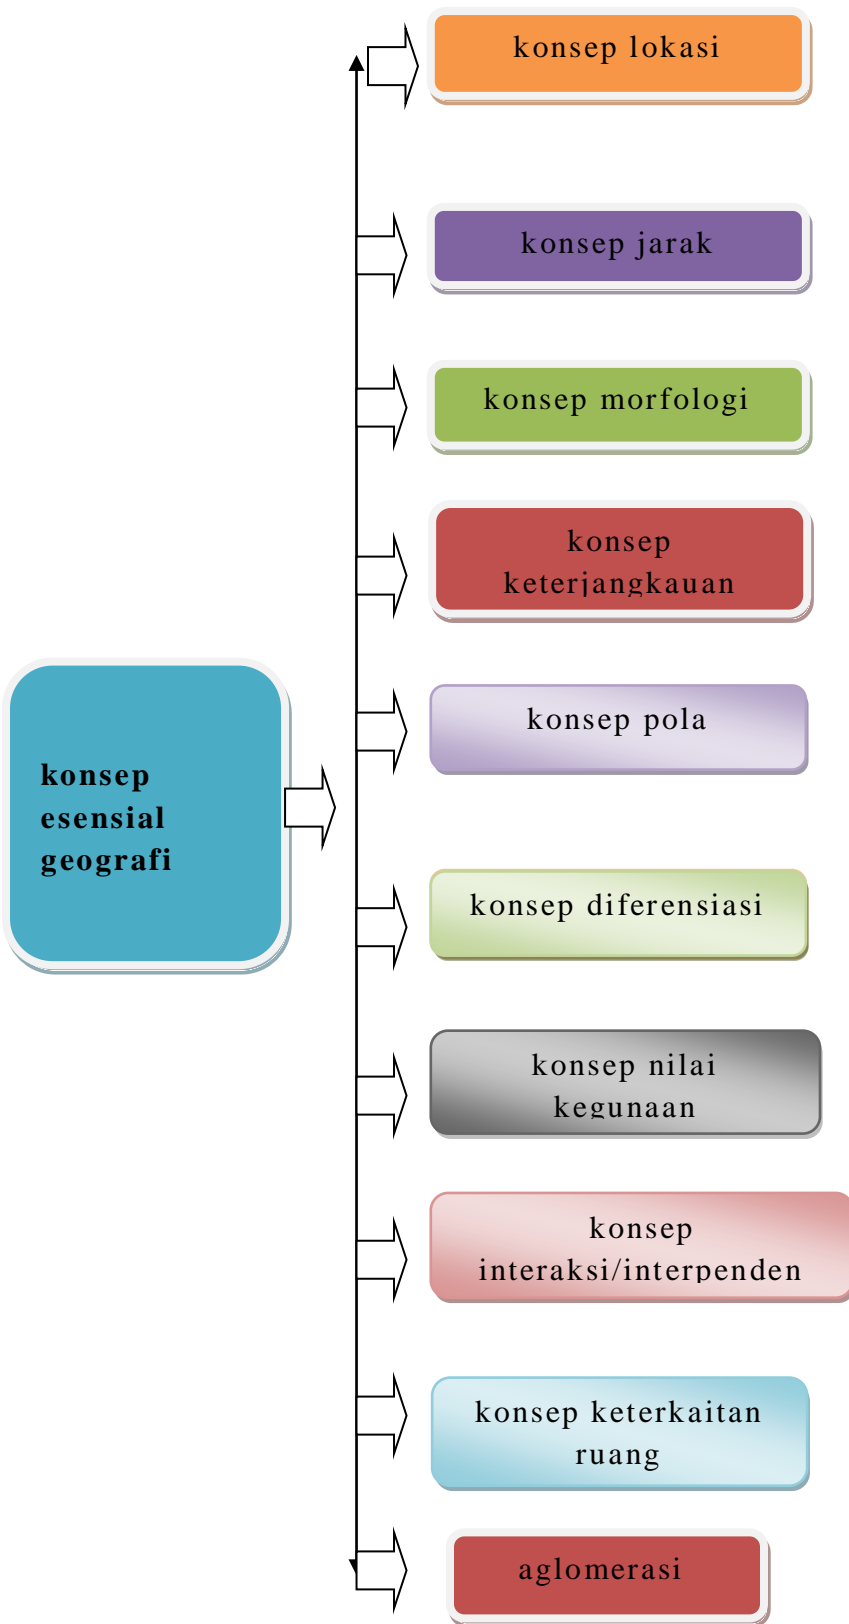 konsep lokasi
konsep jarak
konsep morfologi
konsep
keterjangkauan
konsep pola
konsep
esensial
geografi
konsep diferensiasi
konsep nilai
kegunaan
konsep
interaksi/interpenden
konsep keterkaitan
ruang
aglomerasi